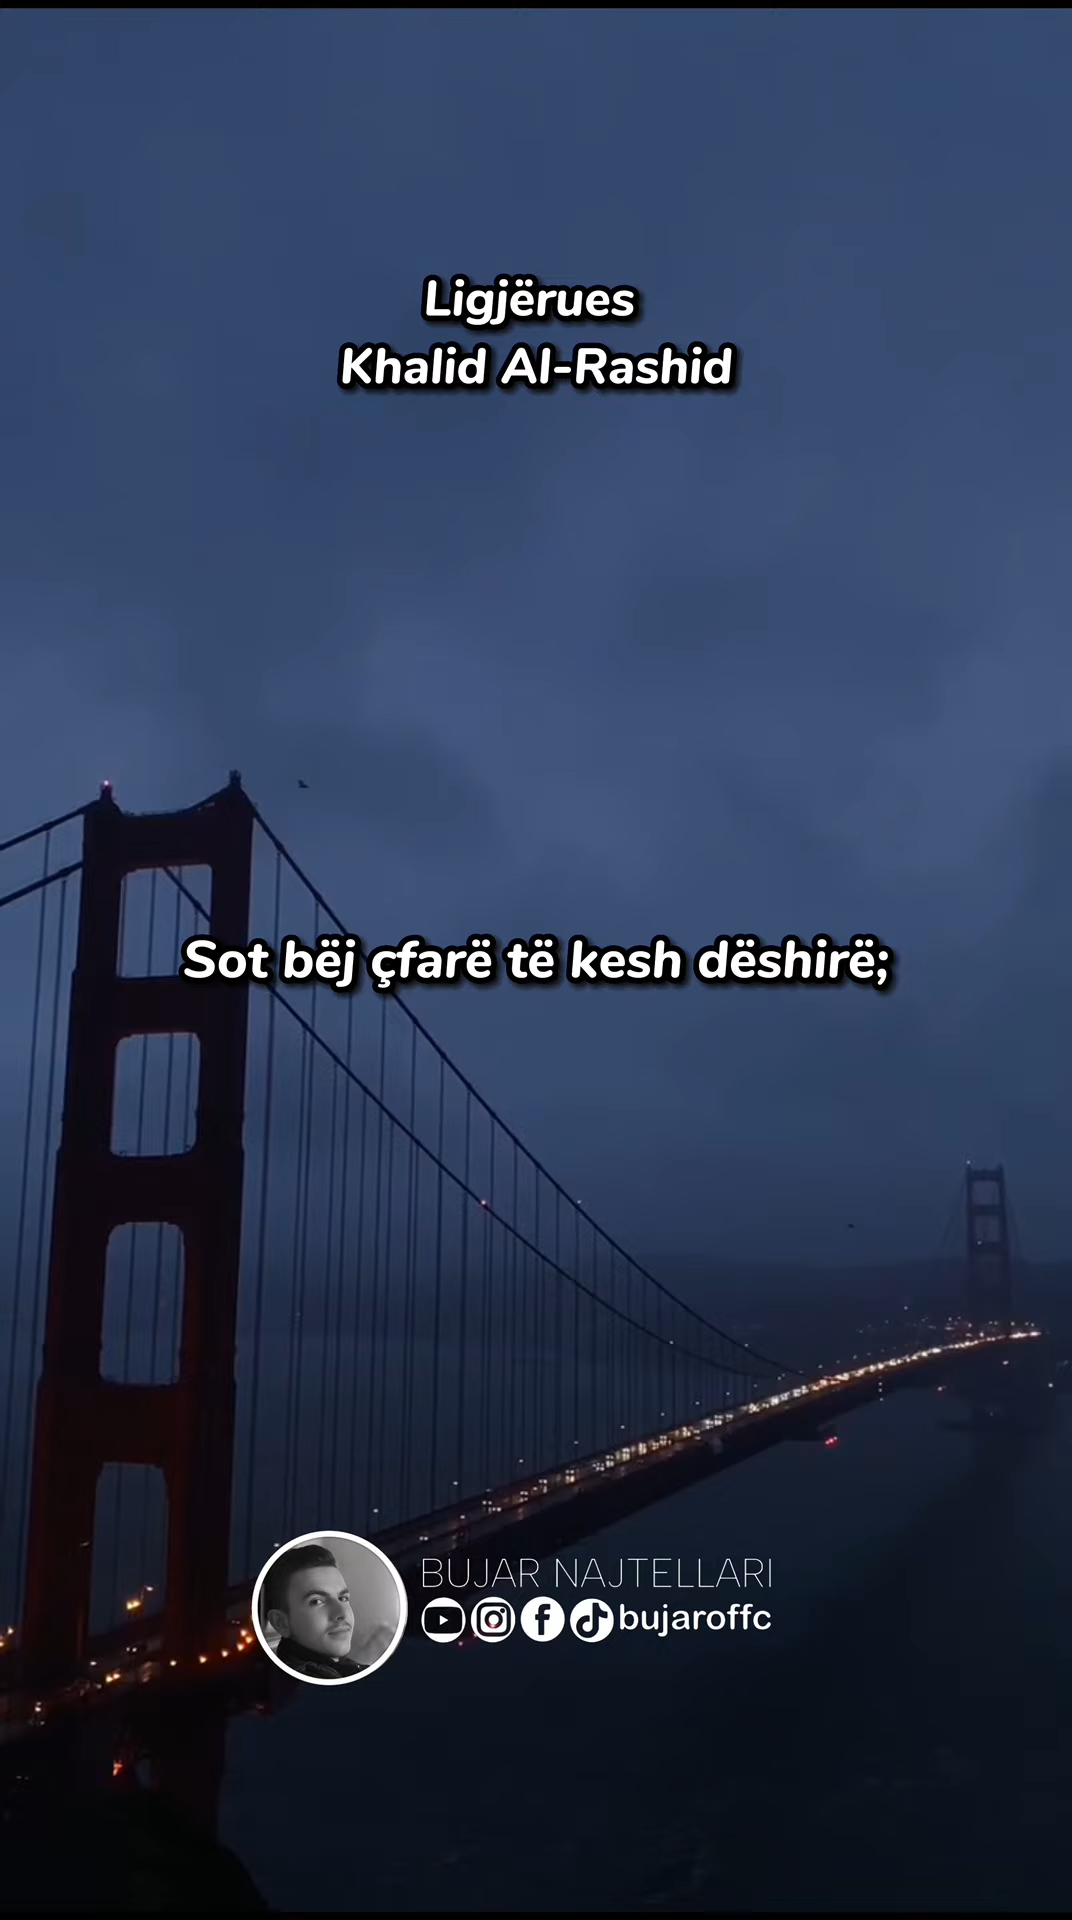 Ligjërues
Khalid Al-Rashid
Sot bëj çfarë të kesh dëshirë;
BUJAR NAJTELLARI
bujaroffc